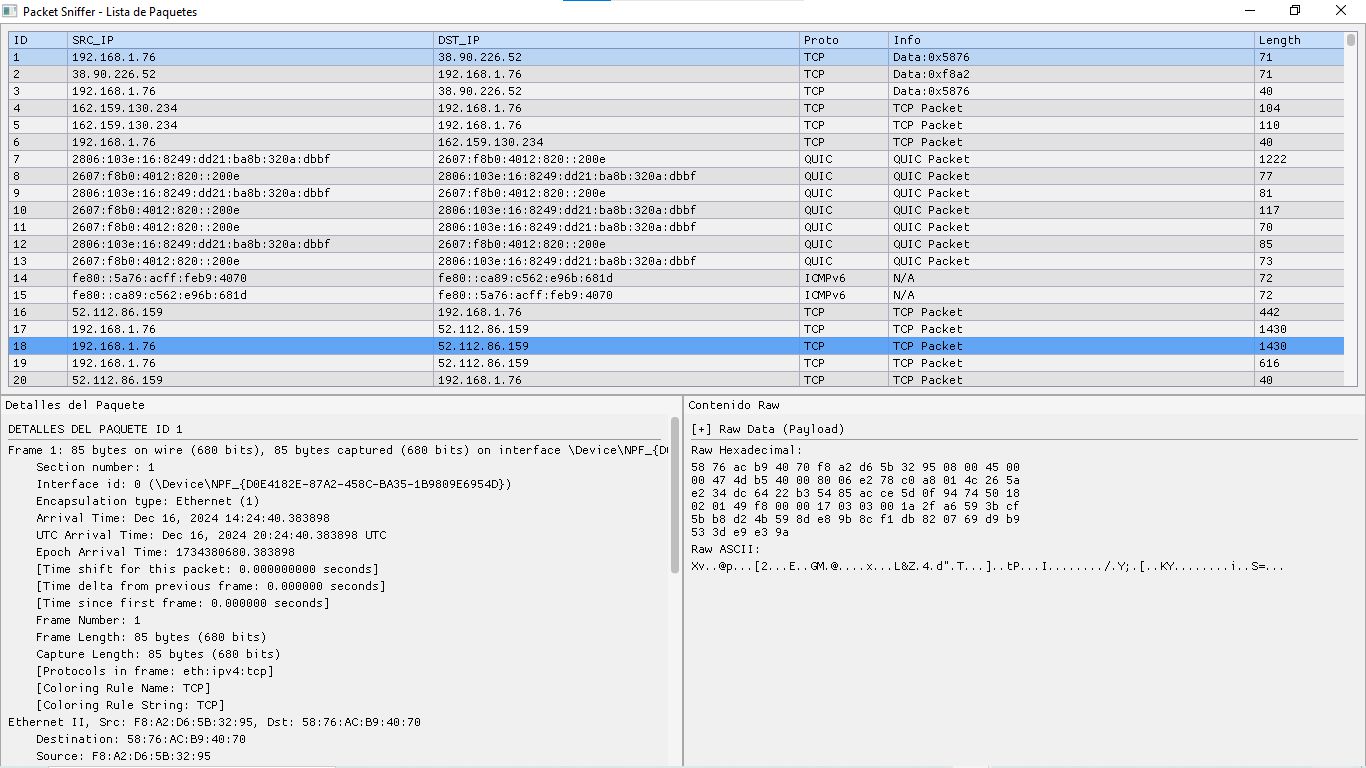 Packet Sniffer - Lista de Paquetes
ID SRC_IP DST_IP Proto Info Length
1 192.168.1.76 38.90.226.52 TCP Data:0x5876 71
2 38.90.226.52 192.168.1.76 TCP Data:0xf8a2 71
3 192.168.1.76 38.90.226.52 TCP Data:0x5876 40
4 162.159.130.234 192.168.1.76 TCP TCP Packet 104
5 162.159.130.234 192.168.1.76 TCP TCP Packet 110
6 192.168.1.76 162.159.130.234 TCP TCP Packet 40
7 2806:103e:16:8249:dd21:ba8b:320a:dbbf 2607:f8b0:4012:820::200e QUIC QUIC Packet 1222
8 2607:f8b0:4012:820::200e 2806:103e:16:8249:dd21:ba8b:320a:dbbf QUIC QUIC Packet 77
9 2806:103e:16:8249:dd21:ba8b:320a:dbbf 2607:f8b0:4012:820::200e QUIC QUIC Packet 81
10 2607:f8b0:4012:820::200e 2806:103e:16:8249:dd21:ba8b:320a:dbbf QUIC QUIC Packet 117
11 2607:f8b0:4012:820::200e 2806:103e:16:8249:dd21:ba8b:320a:dbbf QUIC QUIC Packet 70
12 2806:103e:16:8249:dd21:ba8b:320a:dbbf 2607:f8b0:4012:820::200e QUIC QUIC Packet 85
13 2607:f8b0:4012:820::200e 2806:103e:16:8249:dd21:ba8b:320a:dbbf QUIC QUIC Packet 73
14 fe80::5a76:acff:feb9:4070 fe80::ca89:c562:e96b:681d ICMPv6 N/A 72
15 fe80::ca89:c562:e96b:681d fe80::5a76:acff:feb9:4070 ICMPv6 N/A 72
16 52.112.86.159 192.168.1.76 TCP TCP Packet 442
17 192.168.1.76 52.112.86.159 TCP TCP Packet 1430
18 192.168.1.76 52.112.86.159 TCP TCP Packet 1430
19 192.168.1.76 52.112.86.159 TCP TCP Packet 616
20 52.112.86.159 192.168.1.76 TCP TCP Packet 40
Detalles del Paquete
DETALLES DEL PAQUETE ID 1
Frame 1: 85 bytes on wire (680 bits), 85 bytes captured (680 bits) on interface \Device\NPF_{D0
Section number: 1
Interface id: 0 (\Device\NPF_{D0E4182E-87A2-458C-BA35-1B9809E6954D})
Encapsulation type: Ethernet (1)
Arrival Time: Dec 16, 2024 14:24:40.383898
UTC Arrival Time: Dec 16, 2024 20:24:40.383898 UTC
Epoch Arrival Time: 1734380680.383898
[Time shift for this packet: 0.000000000 seconds]
[Time delta from previous frame: 0.000000 seconds]
[Time since first frame: 0.000000 seconds]
Frame Number: 1
Frame Length: 85 bytes (680 bits)
Capture Length: 85 bytes (680 bits)
[Protocols in frame: eth:ipv4:tcp]
[Coloring Rule Name: TCP]
[Coloring Rule String: TCP]
Ethernet II, Src: F8:A2:D6:5B:32:95, Dst: 58:76:AC:B9:40:70
Destination: 58:76:AC:B9:40:70
Source: F8:A2:D6:5B:32:95
Contenido Raw
[+] Raw Data (Payload)
Raw Hexadecimal:
58 76 ac b9 40 70 f8 a2 d6 5b 32 95 08 00 45 00
00 47 4d b5 40 00 80 06 e2 78 c0 a8 01 4c 26 5a
e2 34 dc 64 22 b3 54 85 ac ce 5d 0f 94 74 50 18
02 01 49 f8 00 00 17 03 03 00 1a 2f a6 59 3b cf
5b b8 d2 4b 59 8d e8 9b 8c f1 db 82 07 69 d9 b9
53 3d e9 e3 9a
Raw ASCII:
Xv..@p...[2...E..GM.@....x...L&Z.4.d".T...]..tP...I......../.Y;.[..KY........i..S=...